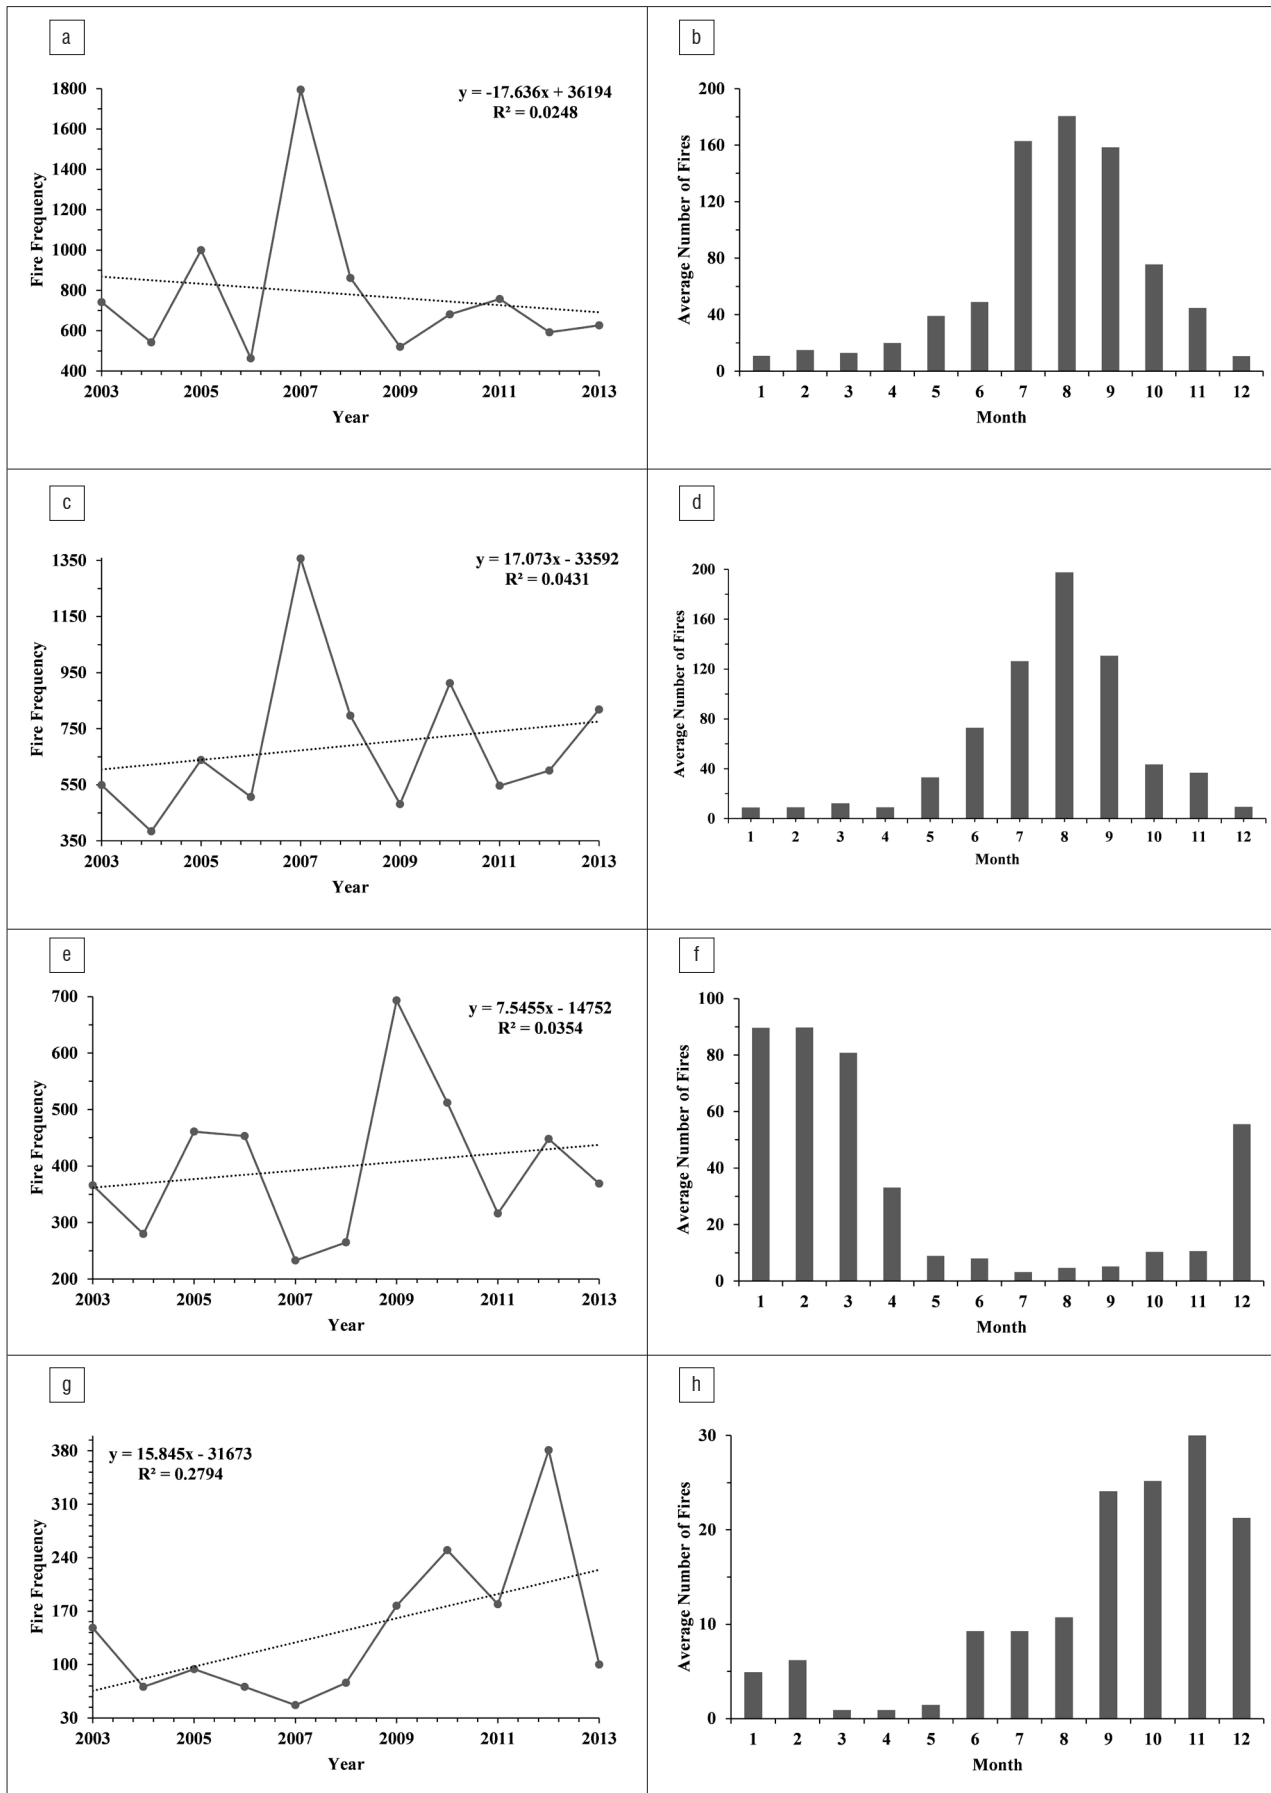 a
y = -17.636x + 36194
R² = 0.0248
Fire Frequency
1800
1600
1400
1200
1000
800
600
400
2003 2005 2007 2009 2011 2013
Year
b
Average Number of Fires
200
160
120
80
40
0
1 2 3 4 5 6 7 8 9 10 11 12
Month
c
y = 17.073x - 33592
R² = 0.0431
Fire Frequency
1350
1150
950
750
550
350
2003 2005 2007 2009 2011 2013
Year
d
Average Number of Fires
200
160
120
80
40
0
1 2 3 4 5 6 7 8 9 10 11 12
Month
e
y = 7.5455x - 14752
R² = 0.0354
Fire Frequency
700
600
500
400
300
200
2003 2005 2007 2009 2011 2013
Year
f
Average Number of Fires
100
80
60
40
20
0
1 2 3 4 5 6 7 8 9 10 11 12
Month
g
y = 15.845x - 31673
R² = 0.2794
Fire Frequency
380
310
240
170
100
30
2003 2005 2007 2009 2011 2013
Year
h
Average Number of Fires
30
20
10
0
1 2 3 4 5 6 7 8 9 10 11 12
Month